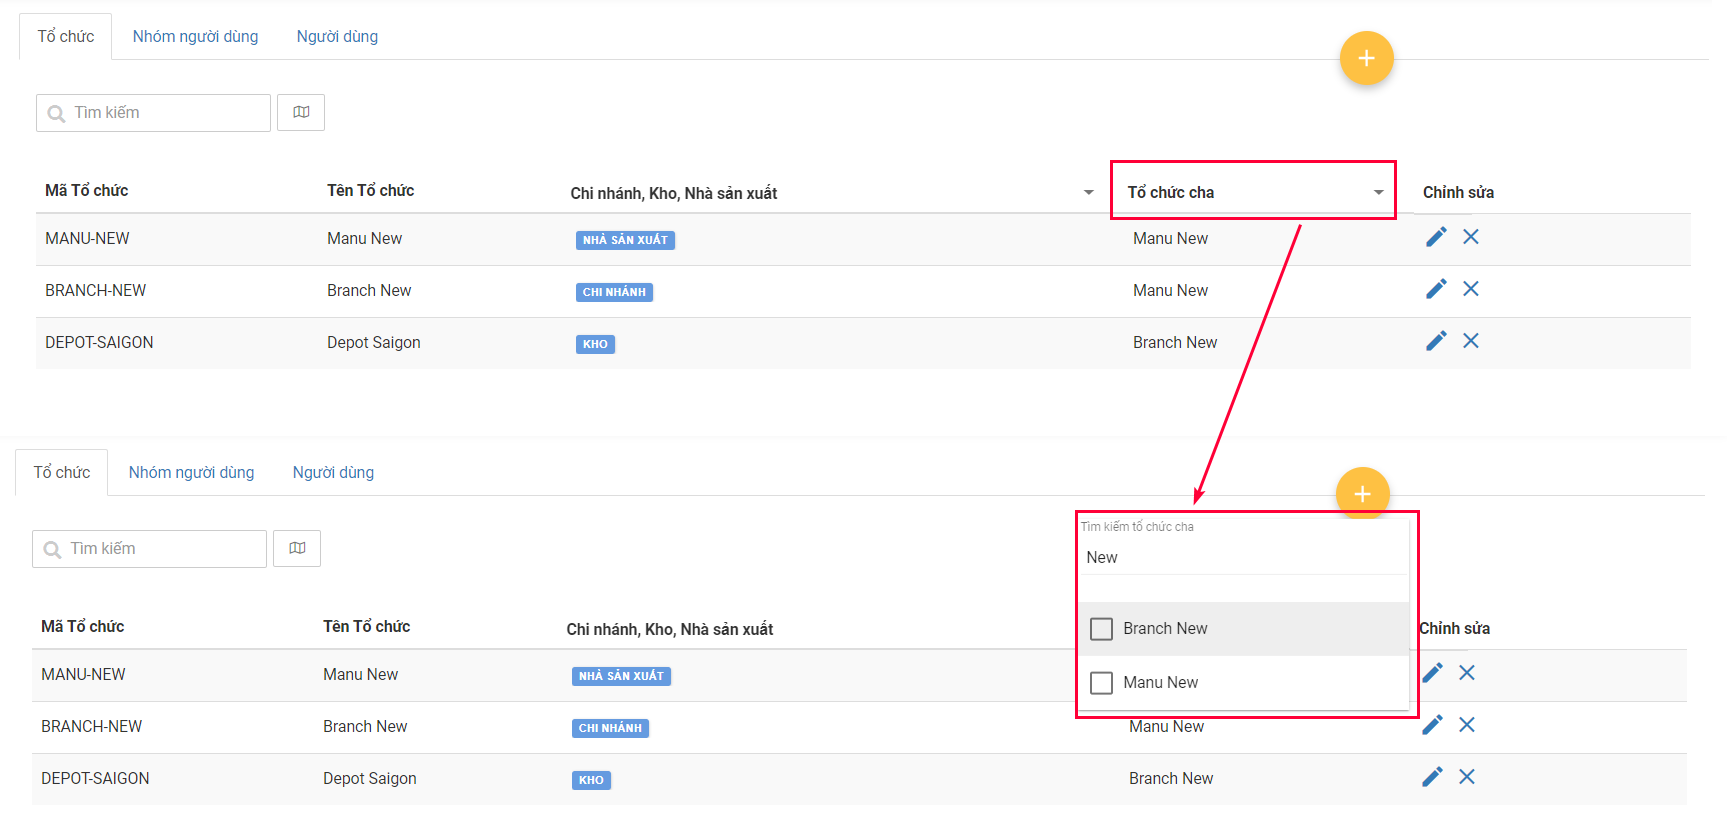 Tổ chức Nhóm người dùng Người dùng
+
Tìm kiếm
Mã Tổ chức Tên Tổ chức Chi nhánh, Kho, Nhà sản xuất Tổ chức cha Chỉnh sửa
MANU-NEW Manu New NHÀ SẢN XUẤT Manu New
BRANCH-NEW Branch New CHI NHÁNH Manu New
DEPOT-SAIGON Depot Saigon KHO Branch New
Tổ chức Nhóm người dùng Người dùng
+
Tìm kiếm tổ chức cha
Tìm kiếm New
Mã Tổ chức Tên Tổ chức Chi nhánh, Kho, Nhà sản xuất Branch New Chỉnh sửa
MANU-NEW Manu New NHÀ SẢN XUẤT Manu New
BRANCH-NEW Branch New CHI NHÁNH Manu New
DEPOT-SAIGON Depot Saigon KHO Branch New